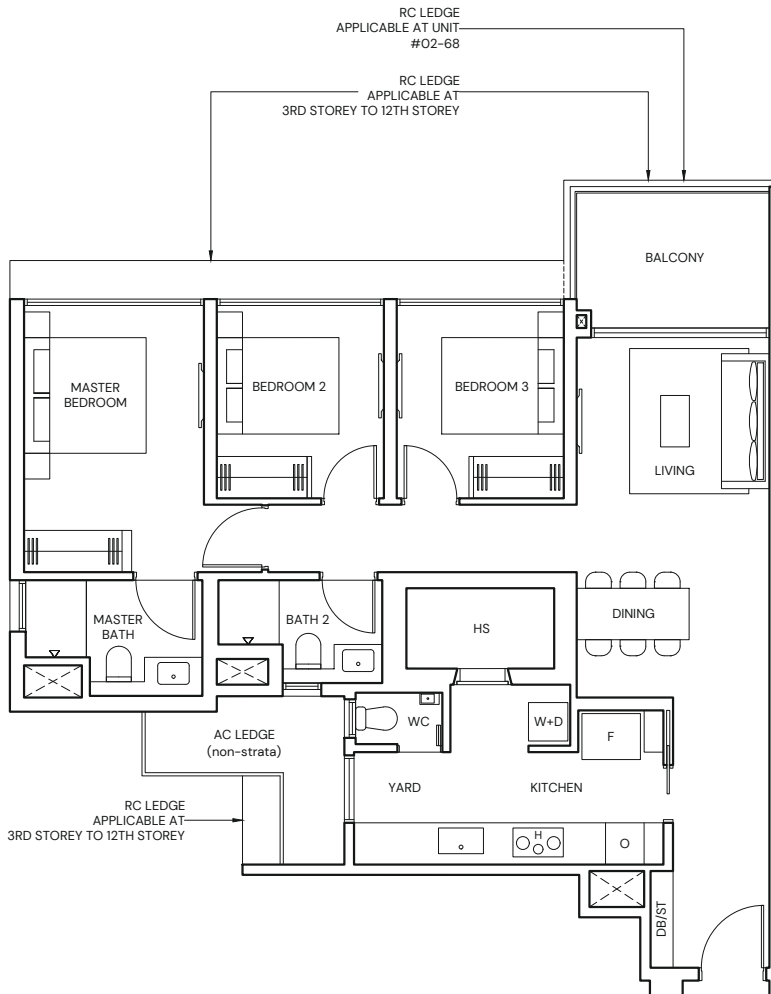 RC LEDGE
APPLICABLE AT UNIT
#02-68
RC LEDGE
APPLICABLE AT
3RD STOREY TO 12TH STOREY
BALCONY
MASTER
BEDROOM
BEDROOM 2
BEDROOM 3
LIVING
MASTER
BATH
BATH 2
HS
DINING
WC
W+D
F
AC LEDGE
(non-strata)
YARD
KITCHEN
RC LEDGE
APPLICABLE AT
3RD STOREY TO 12TH STOREY
H
O
DB/ST